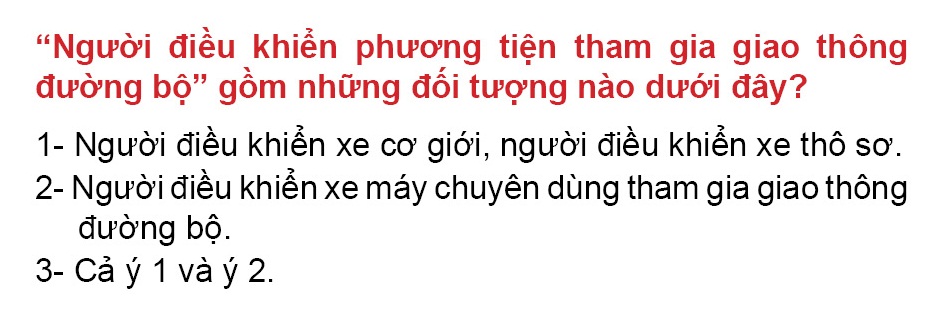 “Người điều khiển phương tiện tham gia giao thông
đường bộ” gồm những đối tượng nào dưới đây?
1- Người điều khiển xe cơ giới, người điều khiển xe thô sơ.
2- Người điều khiển xe máy chuyên dùng tham gia giao thông
đường bộ.
3- Cả ý 1 và ý 2.